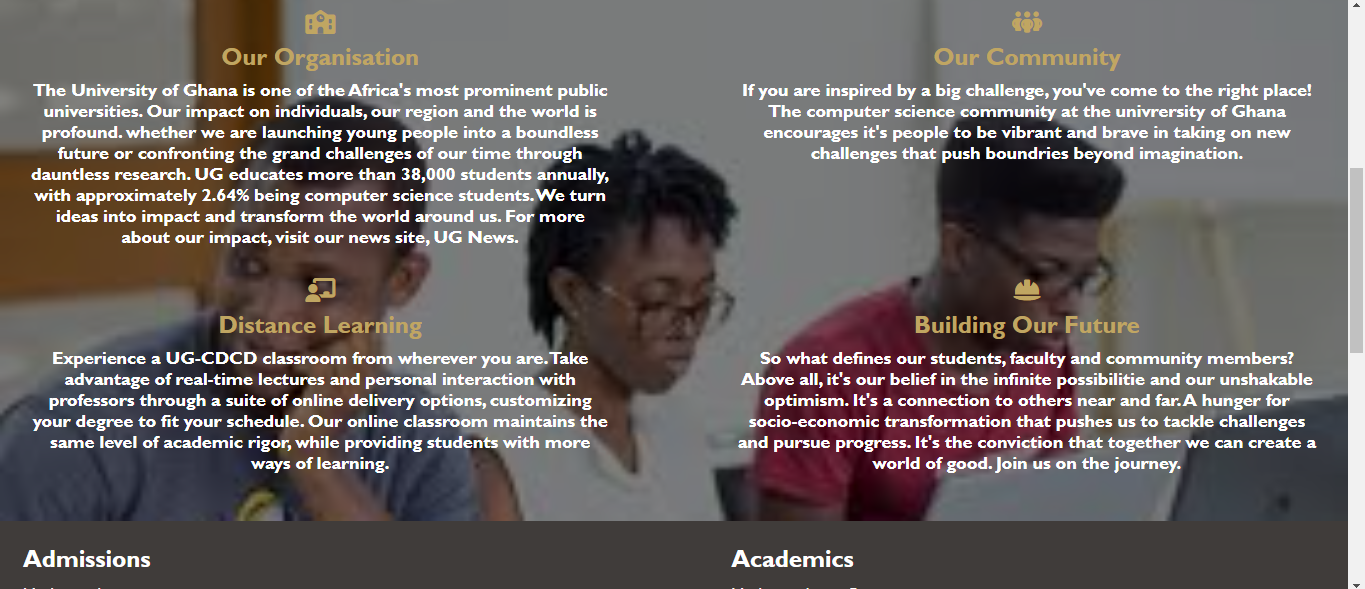 Our Organisation
The University of Ghana is one of the Africa's most prominent public
universities. Our impact on individuals, our region and the world is
profound. whether we are launching young people into a boundless
future or confronting the grand challenges of our time through
dauntless research. UG educates more than 38,000 students annually,
with approximately 2.64% being computer science students. We turn
ideas into impact and transform the world around us. For more
about our impact, visit our news site, UG News.
Our Community
If you are inspired by a big challenge, you've come to the right place!
The computer science community at the univrersity of Ghana
encourages it's people to be vibrant and brave in taking on new
challenges that push boundries beyond imagination.
Distance Learning
Experience a UG-CDCD classroom from wherever you are. Take
advantage of real-time lectures and personal interaction with
professors through a suite of online delivery options, customizing
your degree to fit your schedule. Our online classroom maintains the
same level of academic rigor, while providing students with more
ways of learning.
Building Our Future
So what defines our students, faculty and community members?
Above all, it's our belief in the infinite possibilitie and our unshakable
optimism. It's a connection to others near and far. A hunger for
socio-economic transformation that pushes us to tackle challenges
and pursue progress. It's the conviction that together we can create a
world of good. Join us on the journey.
Admissions
Academics